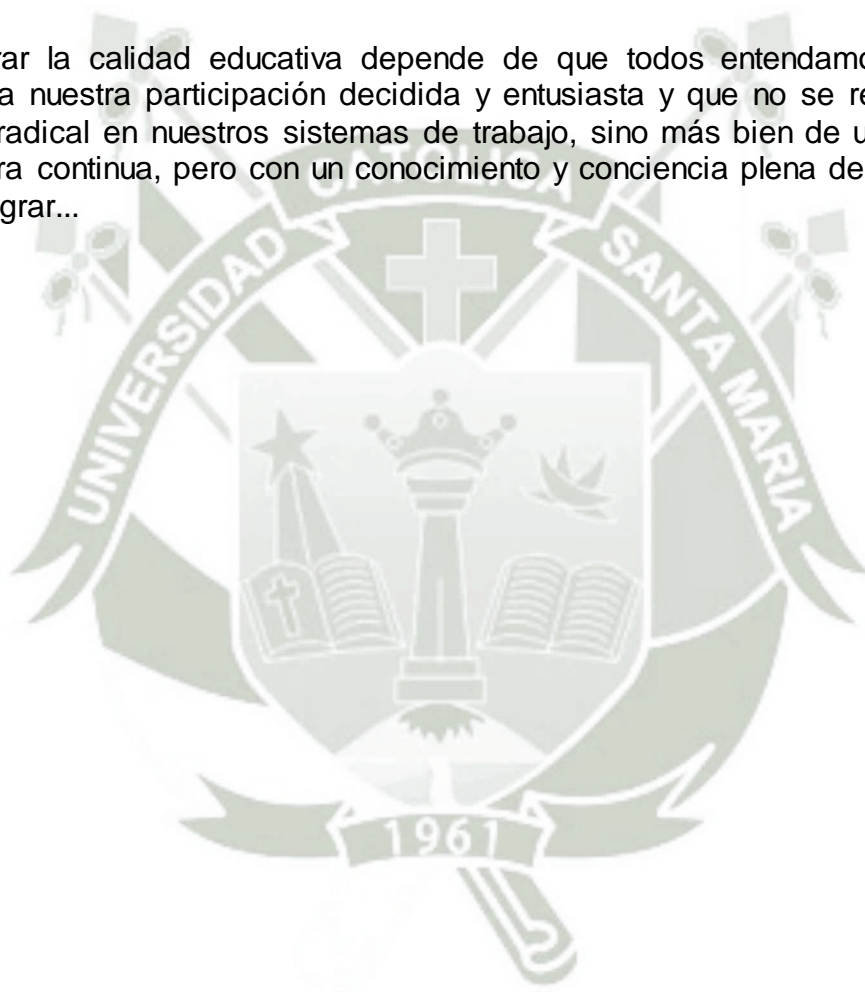 rar la calidad educativa depende de que todos entendamo
a nuestra participación decidida y entusiasta y que no se re
radical en nuestros sistemas de trabajo, sino más bien de u
ra continua, pero con un conocimiento y conciencia plena de
grar...
CATOLICA
UNIVERSIDAD
SANTA MARIA
1961